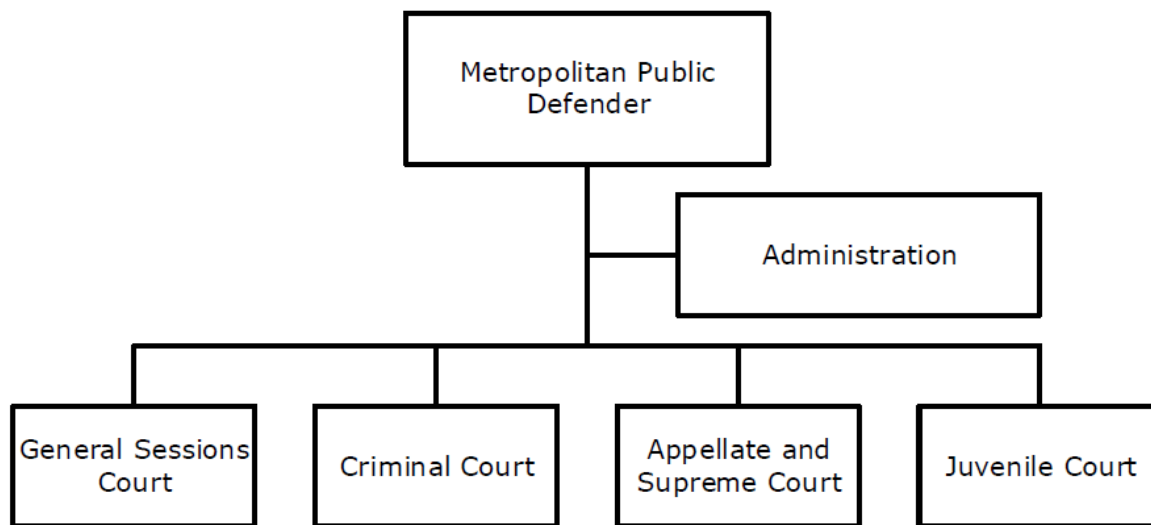 Metropolitan Public
Defender
Administration
General Sessions
Court
Criminal Court
Appellate and
Supreme Court
Juvenile Court